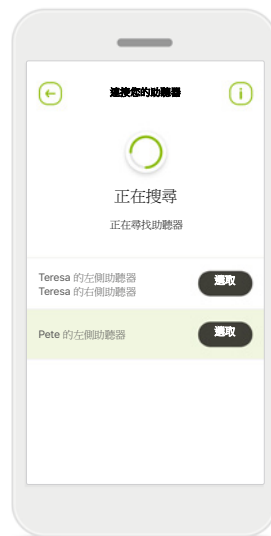 連接您的助聽器
正在搜尋
正在尋找助聽器
Teresa 的左側助聽器
Teresa 的右側助聽器
選取
Pete 的左側助聽器
選取